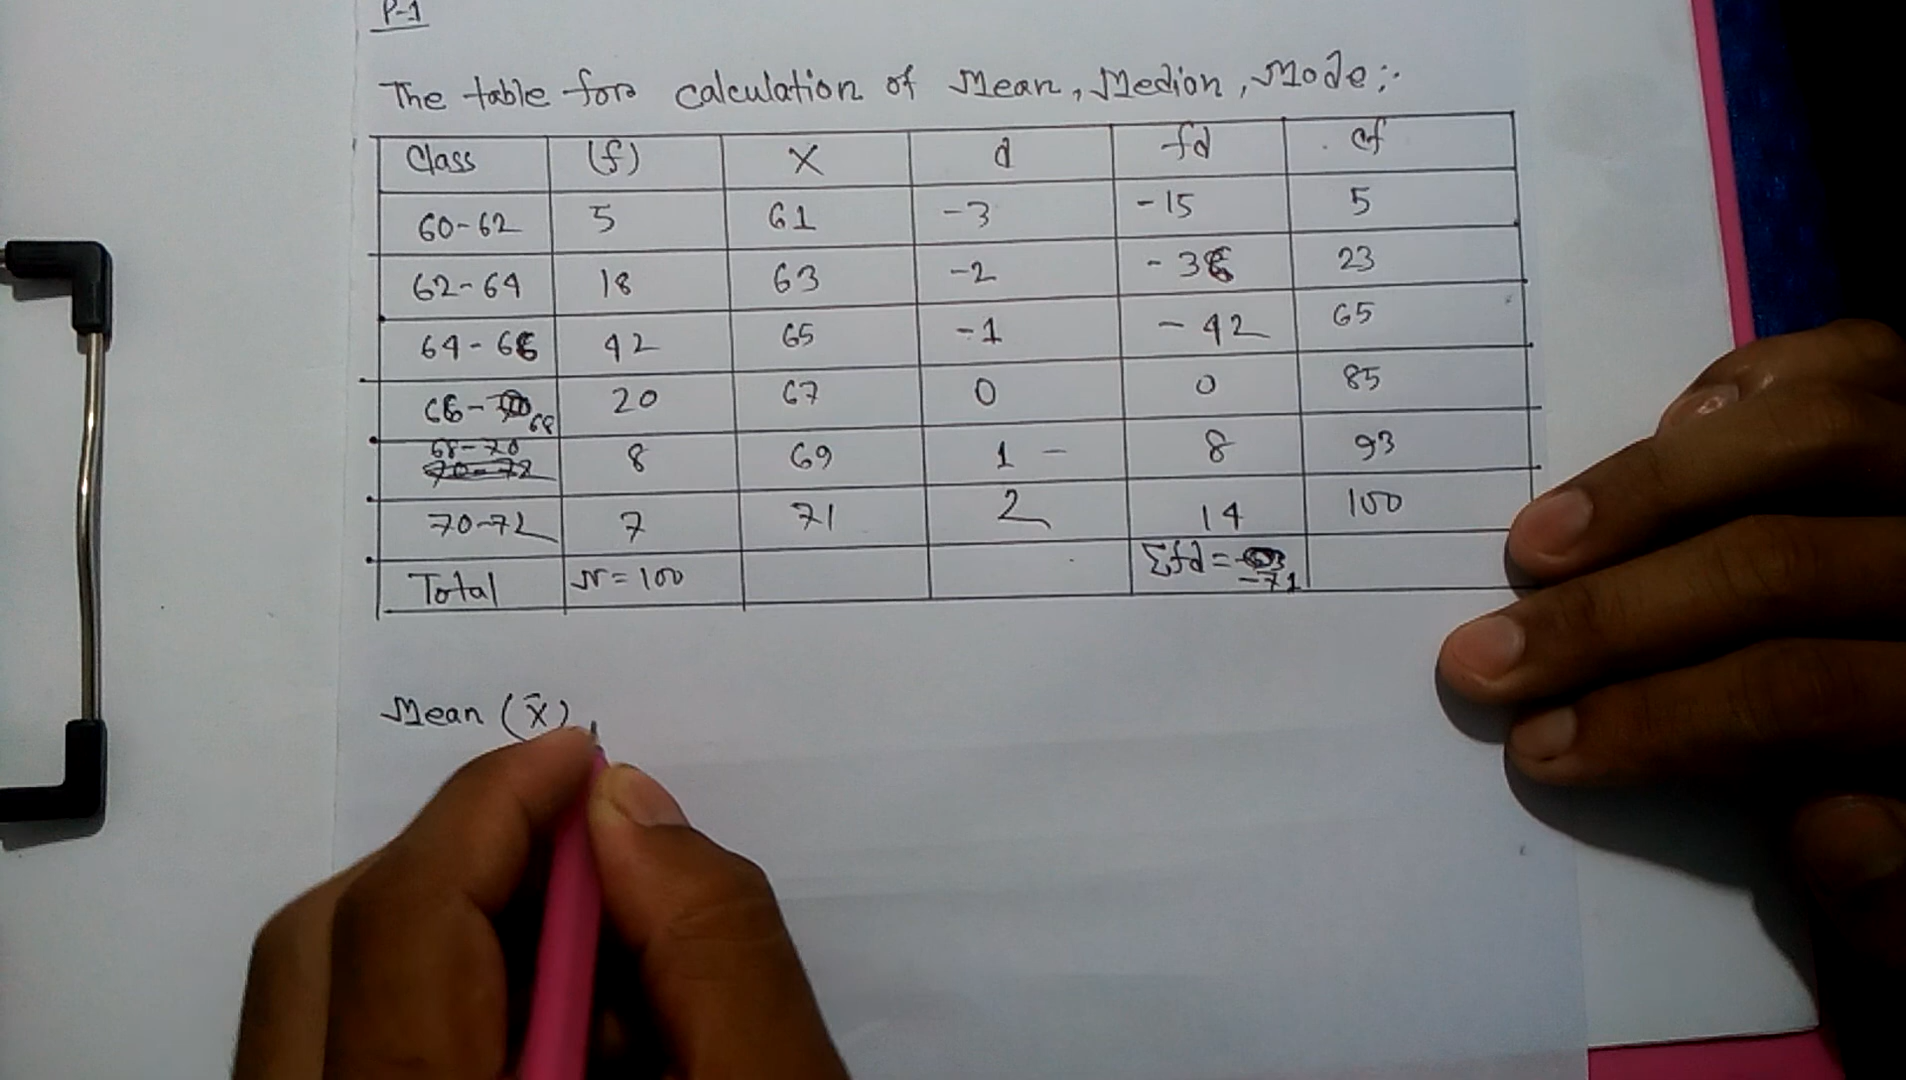 P-1
The table for calculation of Mean, Median, Mode:-
Class (f) X d fd cf
60-62 5 61 -3 -15 5
62-64 18 63 -2 -36 23
64-66 42 65 -1 -42 65
66-68 20 67 0 0 85
68-70 8 69 1 - 8 93
70-72
70-72 7 71 2 14 100
Total N=100 Σfd = -71
Mean (x̄)